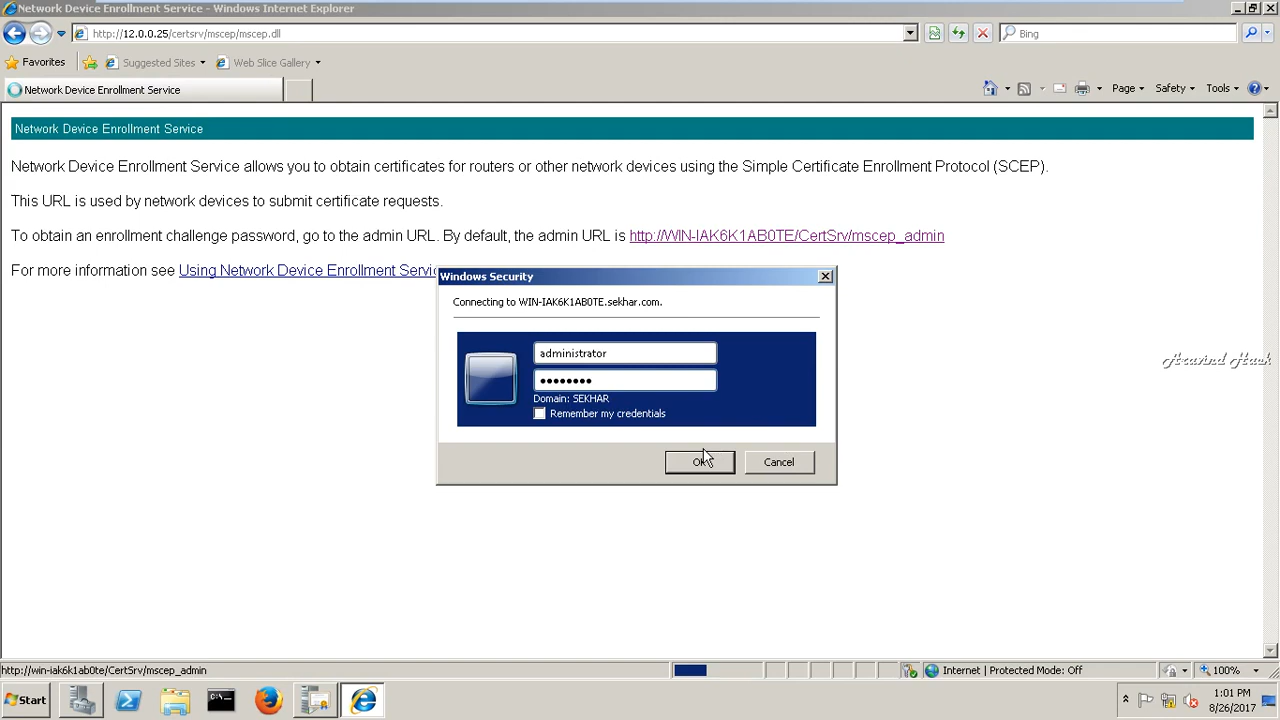 Network Device Enrollment Service - Windows Internet Explorer
http://12.0.0.25/certsrv/mscep/mscep.dll
Bing
Favorites
Suggested Sites
Web Slice Gallery
Network Device Enrollment Service
Page
Safety
Tools
Network Device Enrollment Service
Network Device Enrollment Service allows you to obtain certificates for routers or other network devices using the Simple Certificate Enrollment Protocol (SCEP).
This URL is used by network devices to submit certificate requests.
To obtain an enrollment challenge password, go to the admin URL. By default, the admin URL is http://WIN-IAK6K1AB0TE/CertSrv/mscep_admin
For more information see Using Network Device Enrollment Servic
Windows Security
Connecting to WIN-IAK6K1AB0TE.sekhar.com.
administrator
●●●●●●●●
Domain: SEKHAR
Remember my credentials
OK
Cancel
Aravind Hash
http://win-iak6k1ab0te/CertSrv/mscep_admin
Internet | Protected Mode: Off
100%
Start
1:01 PM
8/26/2017